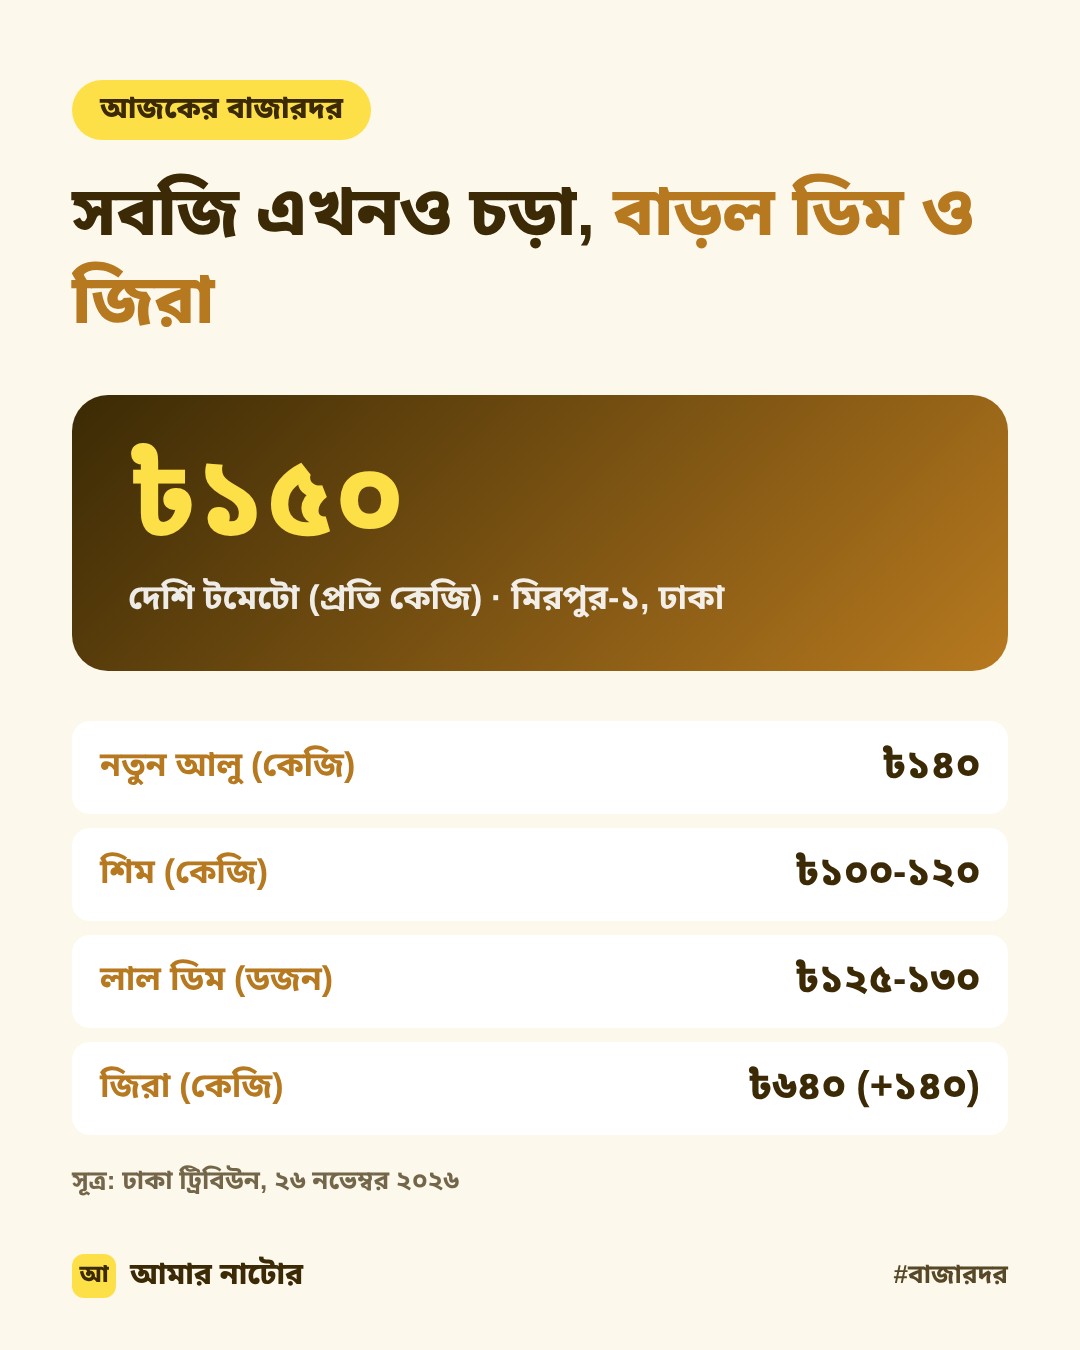 আজকের বাজারদর
সবজি এখনও চড়া, বাড়ল ডিম ও
জিরা
৳১৫০
দেশি টমেটো (প্রতি কেজি) · মিরপুর-১, ঢাকা
নতুন আলু (কেজি) ৳১৪০
শিম (কেজি) ৳১০০-১২০
লাল ডিম (ডজন) ৳১২৫-১৩০
জিরা (কেজি) ৳৬৪০ (+১৪০)
সূত্র: ঢাকা ট্রিবিউন, ২৬ নভেম্বর ২০২৬
আ আমার নাটোর #বাজারদর